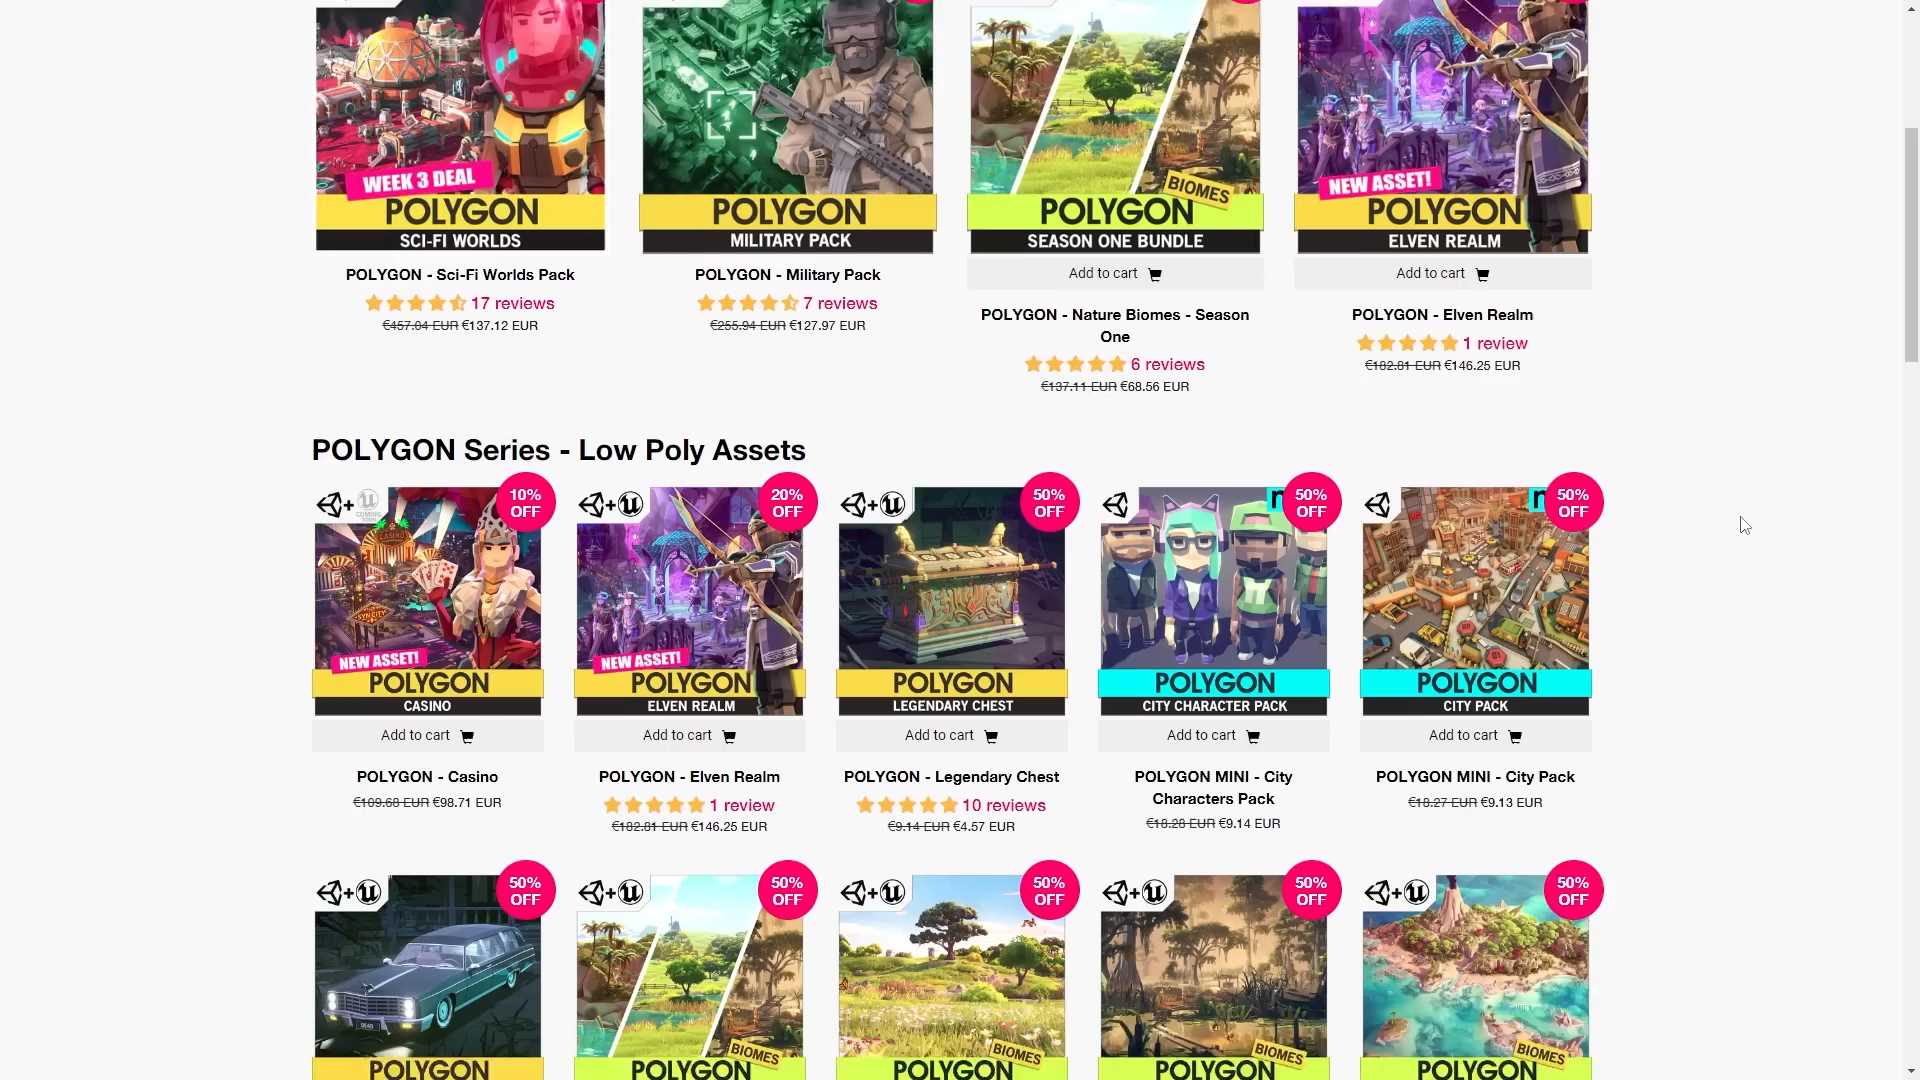 WEEK 3 DEAL
POLYGON
SCI-FI WORLDS
POLYGON
MILITARY PACK
BIOMES
POLYGON
SEASON ONE BUNDLE
NEW ASSET!
POLYGON
ELVEN REALM
Add to cart
Add to cart
POLYGON - Sci-Fi Worlds Pack
17 reviews
€457.04 EUR €137.12 EUR
POLYGON - Military Pack
7 reviews
€255.94 EUR €127.97 EUR
POLYGON - Nature Biomes - Season
One
6 reviews
€137.11 EUR €68.56 EUR
POLYGON - Elven Realm
1 review
€182.81 EUR €146.25 EUR
POLYGON Series - Low Poly Assets
COMING
SOON
10%
OFF
CASINO
SYN CITY
NEW ASSET!
POLYGON
CASINO
Add to cart
POLYGON - Casino
€109.68 EUR €98.71 EUR
20%
OFF
NEW ASSET!
POLYGON
ELVEN REALM
Add to cart
POLYGON - Elven Realm
1 review
€182.81 EUR €146.25 EUR
50%
OFF
POLYGON
LEGENDARY CHEST
Add to cart
POLYGON - Legendary Chest
10 reviews
€9.14 EUR €4.57 EUR
50%
OFF
POLYGON
CITY CHARACTER PACK
Add to cart
POLYGON MINI - City
Characters Pack
€18.28 EUR €9.14 EUR
50%
OFF
POLYGON
CITY PACK
Add to cart
POLYGON MINI - City Pack
€18.27 EUR €9.13 EUR
50%
OFF
POLYGON
50%
OFF
BIOMES
POLYGON
50%
OFF
BIOMES
POLYGON
50%
OFF
BIOMES
POLYGON
50%
OFF
BIOMES
POLYGON